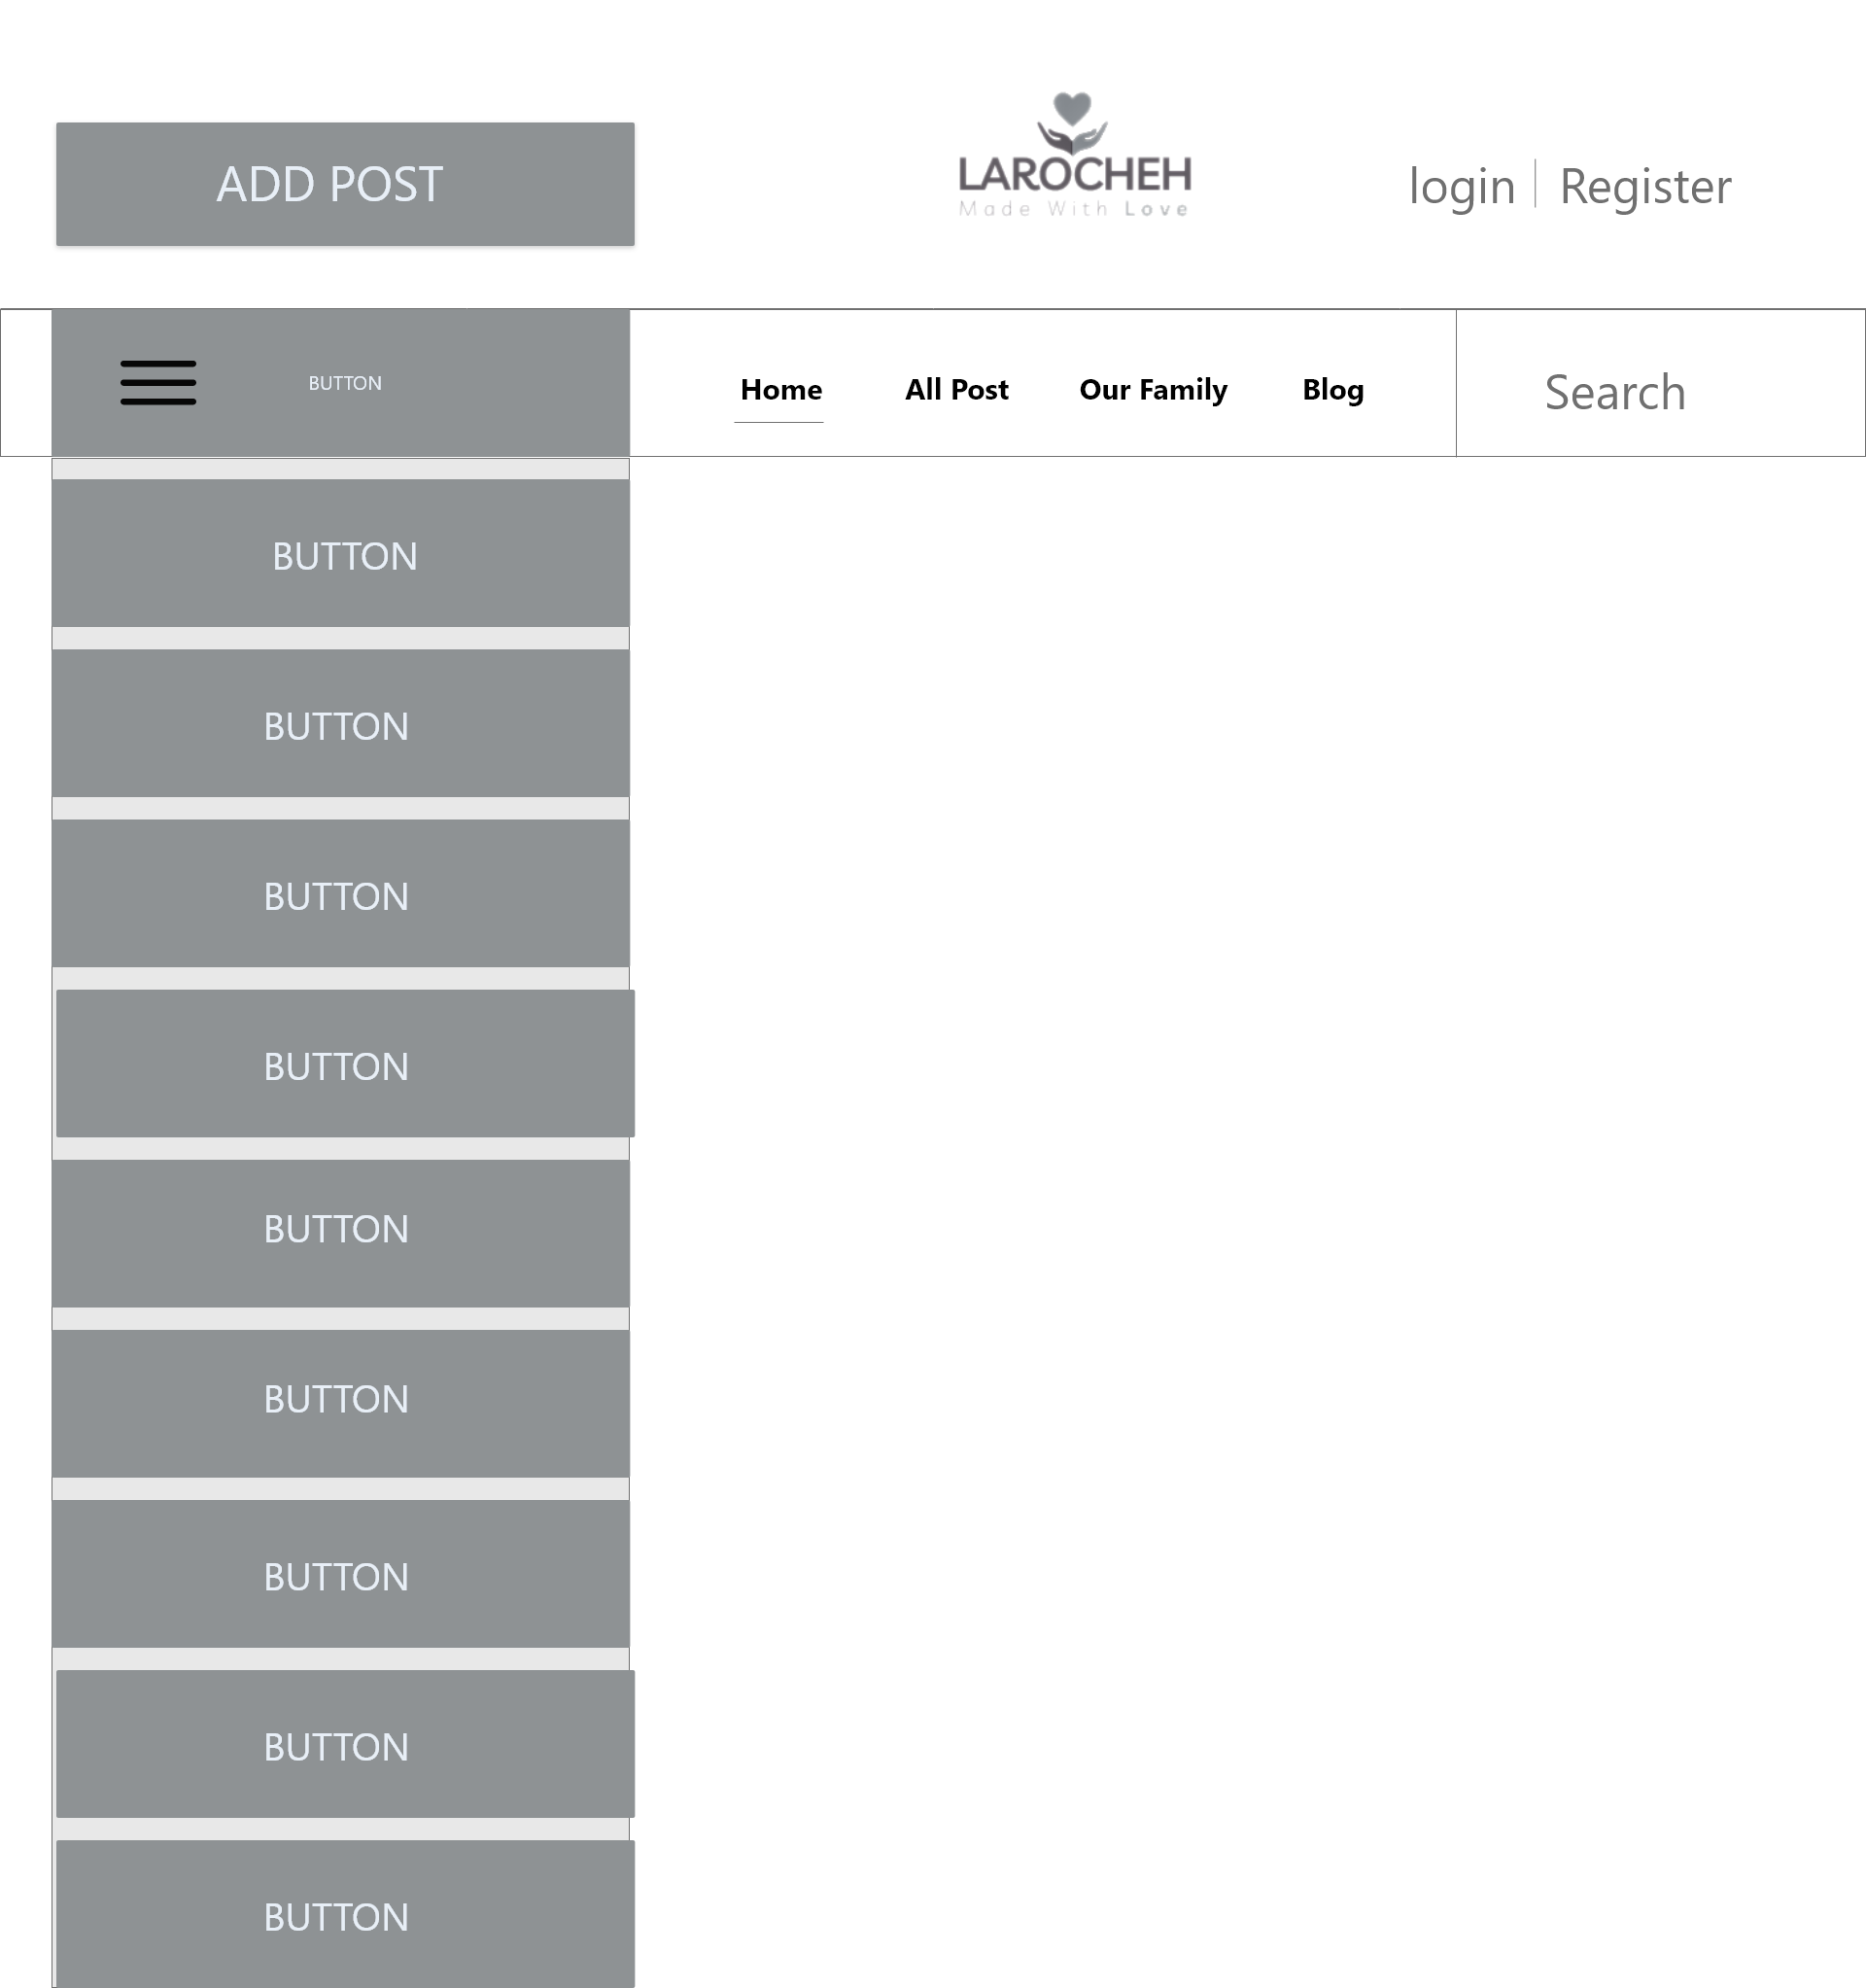 ADD POST
LAROCHEH
Made With Love
login | Register
BUTTON
Home
All Post
Our Family
Blog
Search
BUTTON
BUTTON
BUTTON
BUTTON
BUTTON
BUTTON
BUTTON
BUTTON
BUTTON